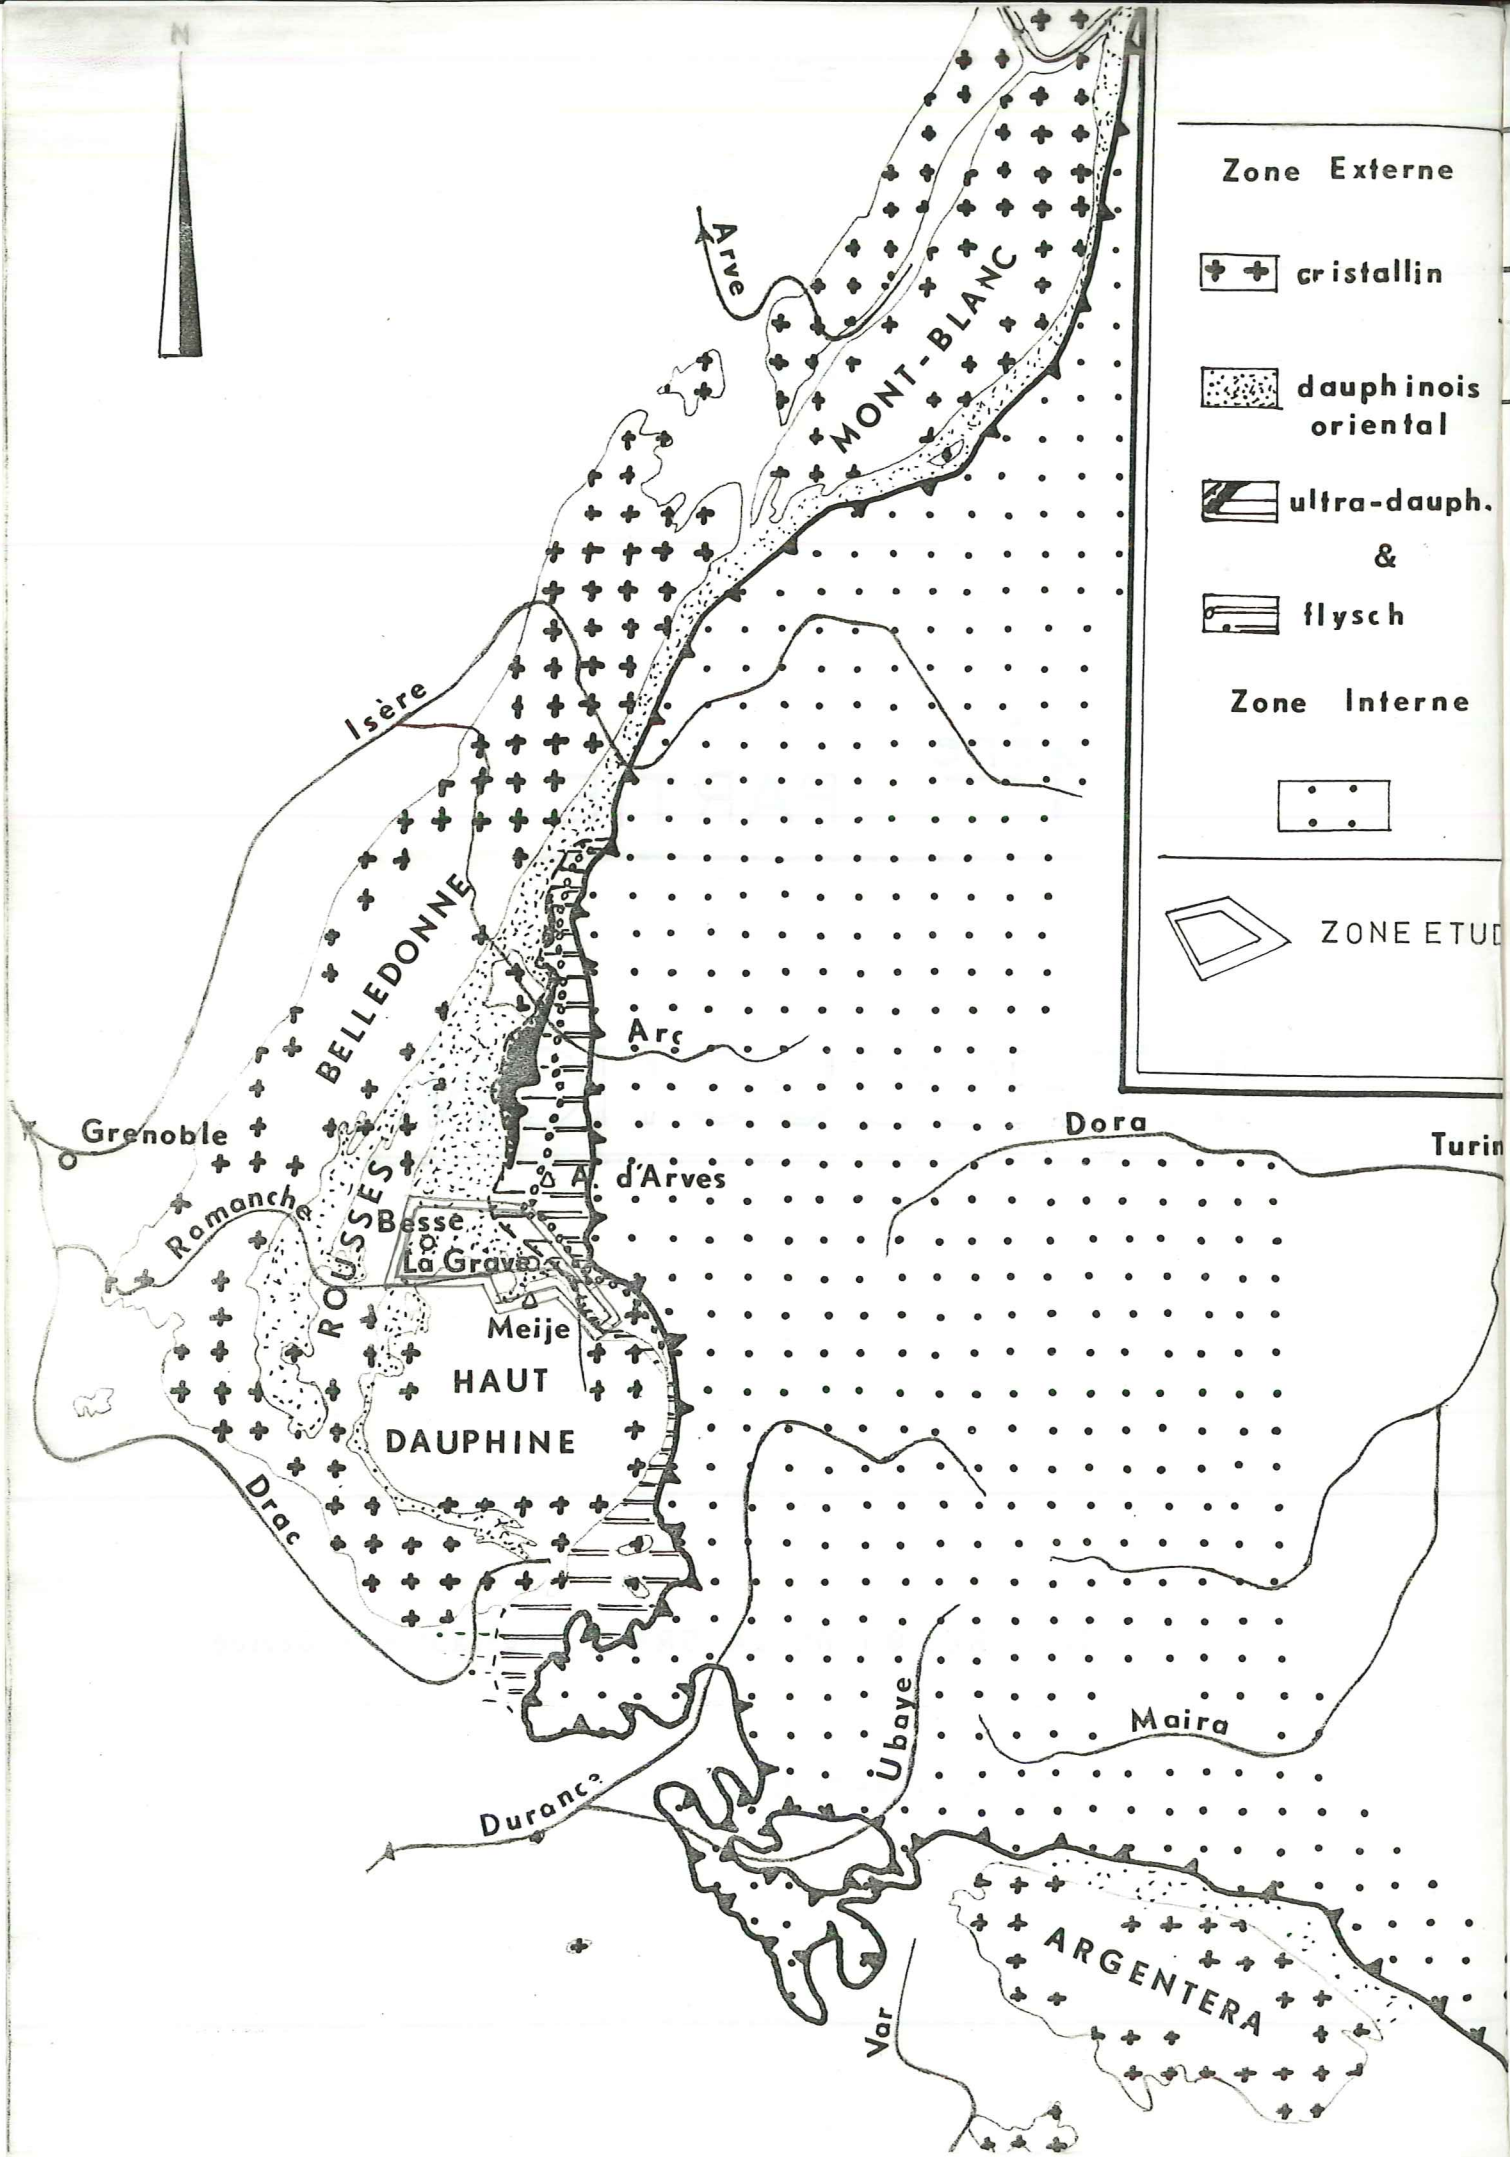 N
Zone Externe
cristallin
dauphinois
oriental
ultra-dauph.
&
flysch
Zone Interne
ZONE ETUD
Arve
MONT-BLANC
Isère
BELLEDONNE
Arc
Grenoble
Dora
Turin
A. d'Arves
Romanche
ROUSSES
Besse
La Grave
Meije
HAUT
DAUPHINE
Drac
Ubaye
Maira
Durance
ARGENTERA
Var